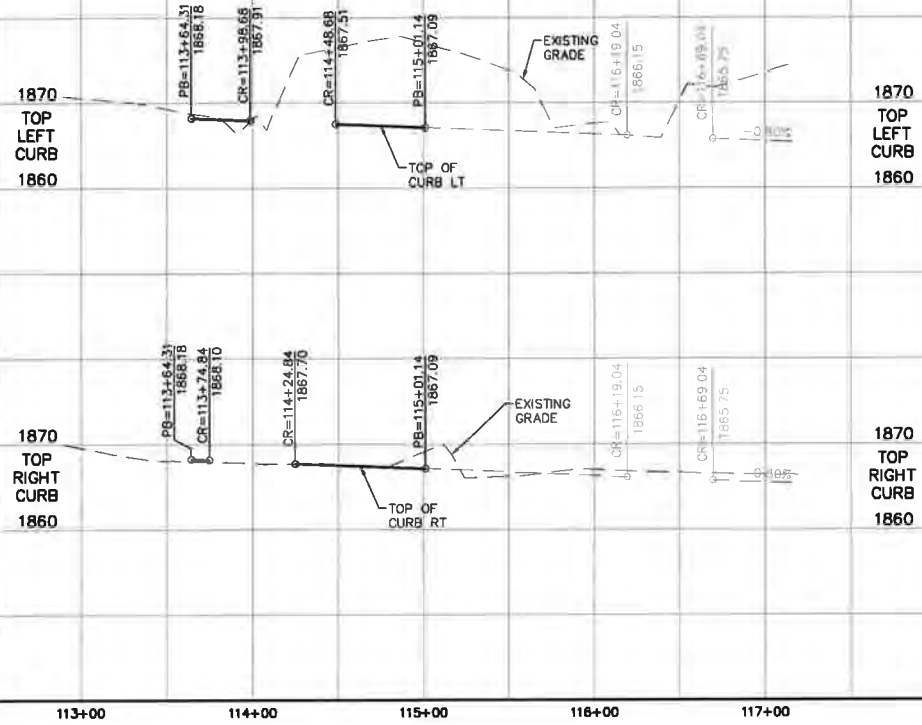 PB=113+64.31
1868.18
CR=113+98.68
1867.91
CR=114+48.68
1867.51
PB=115+01.14
1867.09
EXISTING
GRADE
CR=116+19.04
1866.15
CR=116+69.04
1865.75
1870
TOP
LEFT
CURB
1860
TOP OF
CURB LT
-0.80%
1870
TOP
LEFT
CURB
1860
PB=113+64.31
1868.18
CR=113+74.84
1868.10
CR=114+24.84
1867.70
PB=115+01.14
1867.09
EXISTING
GRADE
CR=116+19.04
1866.15
CR=116+69.04
1865.75
1870
TOP
RIGHT
CURB
1860
TOP OF
CURB RT
-0.80%
1870
TOP
RIGHT
CURB
1860
113+00
114+00
115+00
116+00
117+00